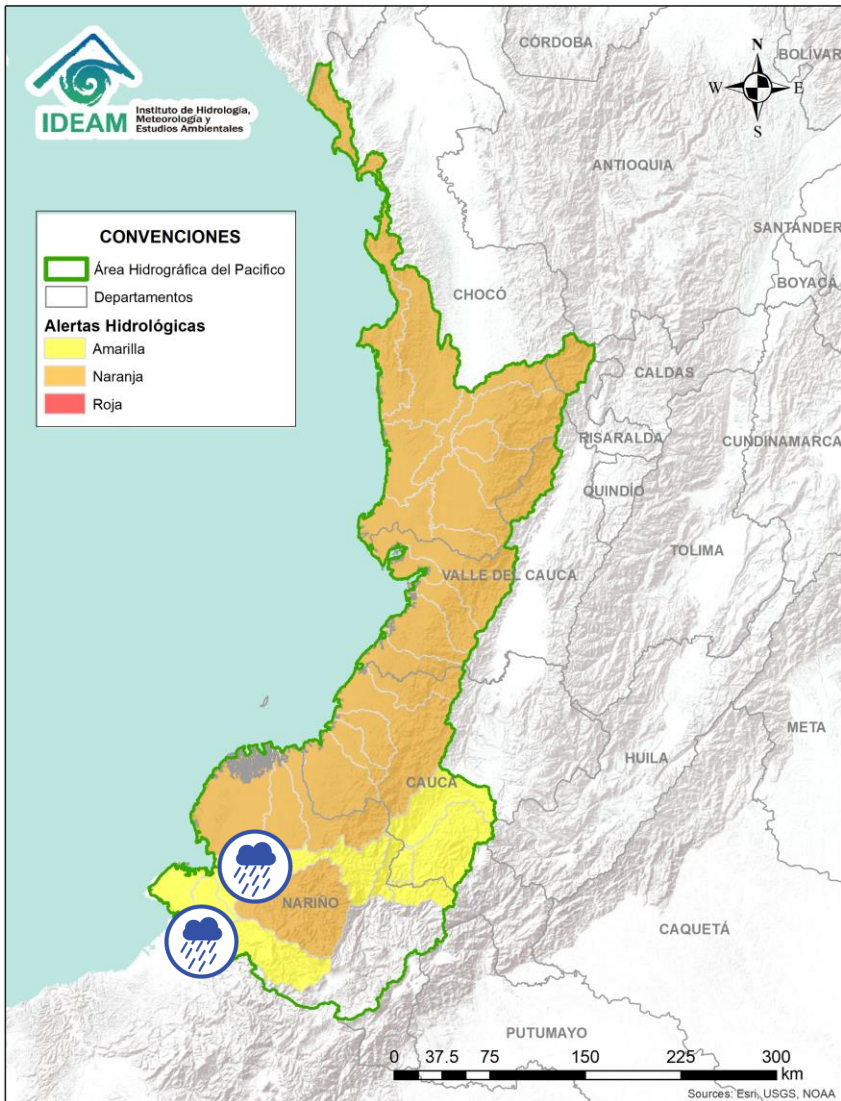 IDEAM
Instituto de Hidrología,
Meteorología y
Estudios Ambientales
CONVENCIONES
Área Hidrográfica del Pacifico
Departamentos
Alertas Hidrológicas
Amarilla
Naranja
Roja
N
W
E
S
CÓRDOBA
BOLÍVAR
ANTIOQUIA
SANTANDER
BOYACÁ
CHOCÓ
CALDAS
RISARALDA
CUNDINAMARCA
QUINDÍO
TOLIMA
VALLE DEL CAUCA
META
HUILA
CAUCA
NARIÑO
CAQUETÁ
PUTUMAYO
0 37.5 75 150 225 300
km
Sources: Esri, USGS, NOAA